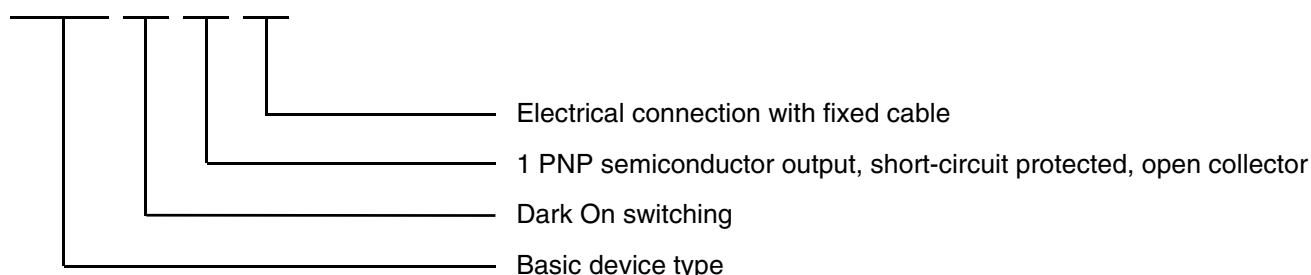 Electrical connection with fixed cable
1 PNP semiconductor output, short-circuit protected, open collector
Dark On switching
Basic device type